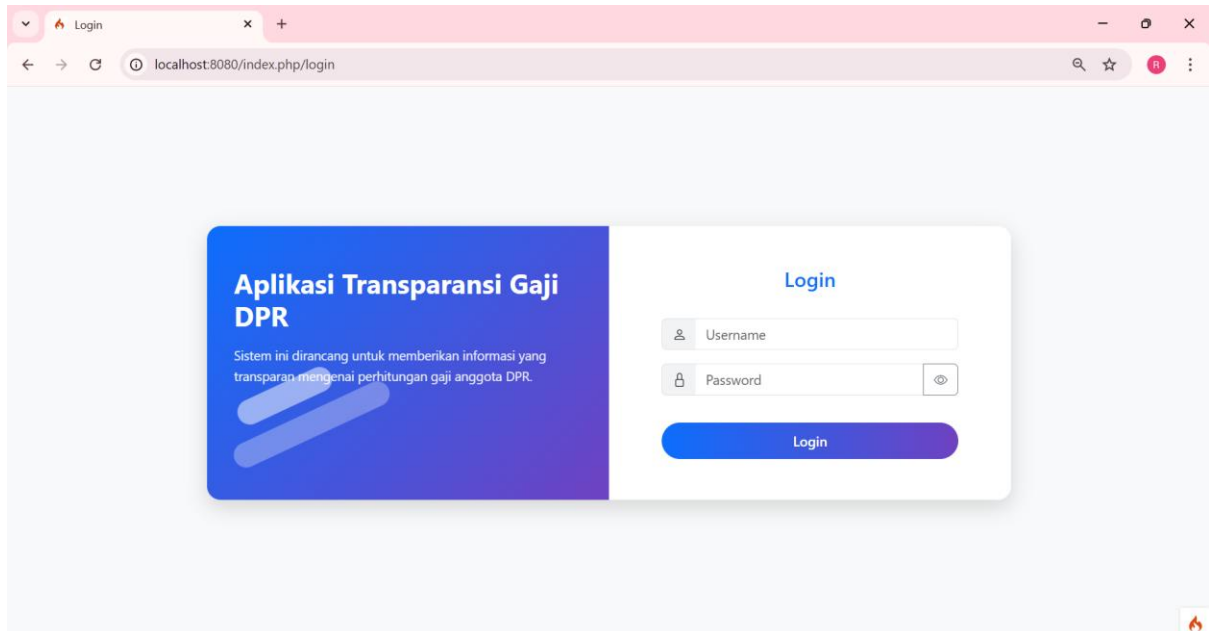 Login
localhost:8080/index.php/login
R
Aplikasi Transparansi Gaji
DPR
Sistem ini dirancang untuk memberikan informasi yang
transparan mengenai perhitungan gaji anggota DPR.
Login
Username
Password
Login